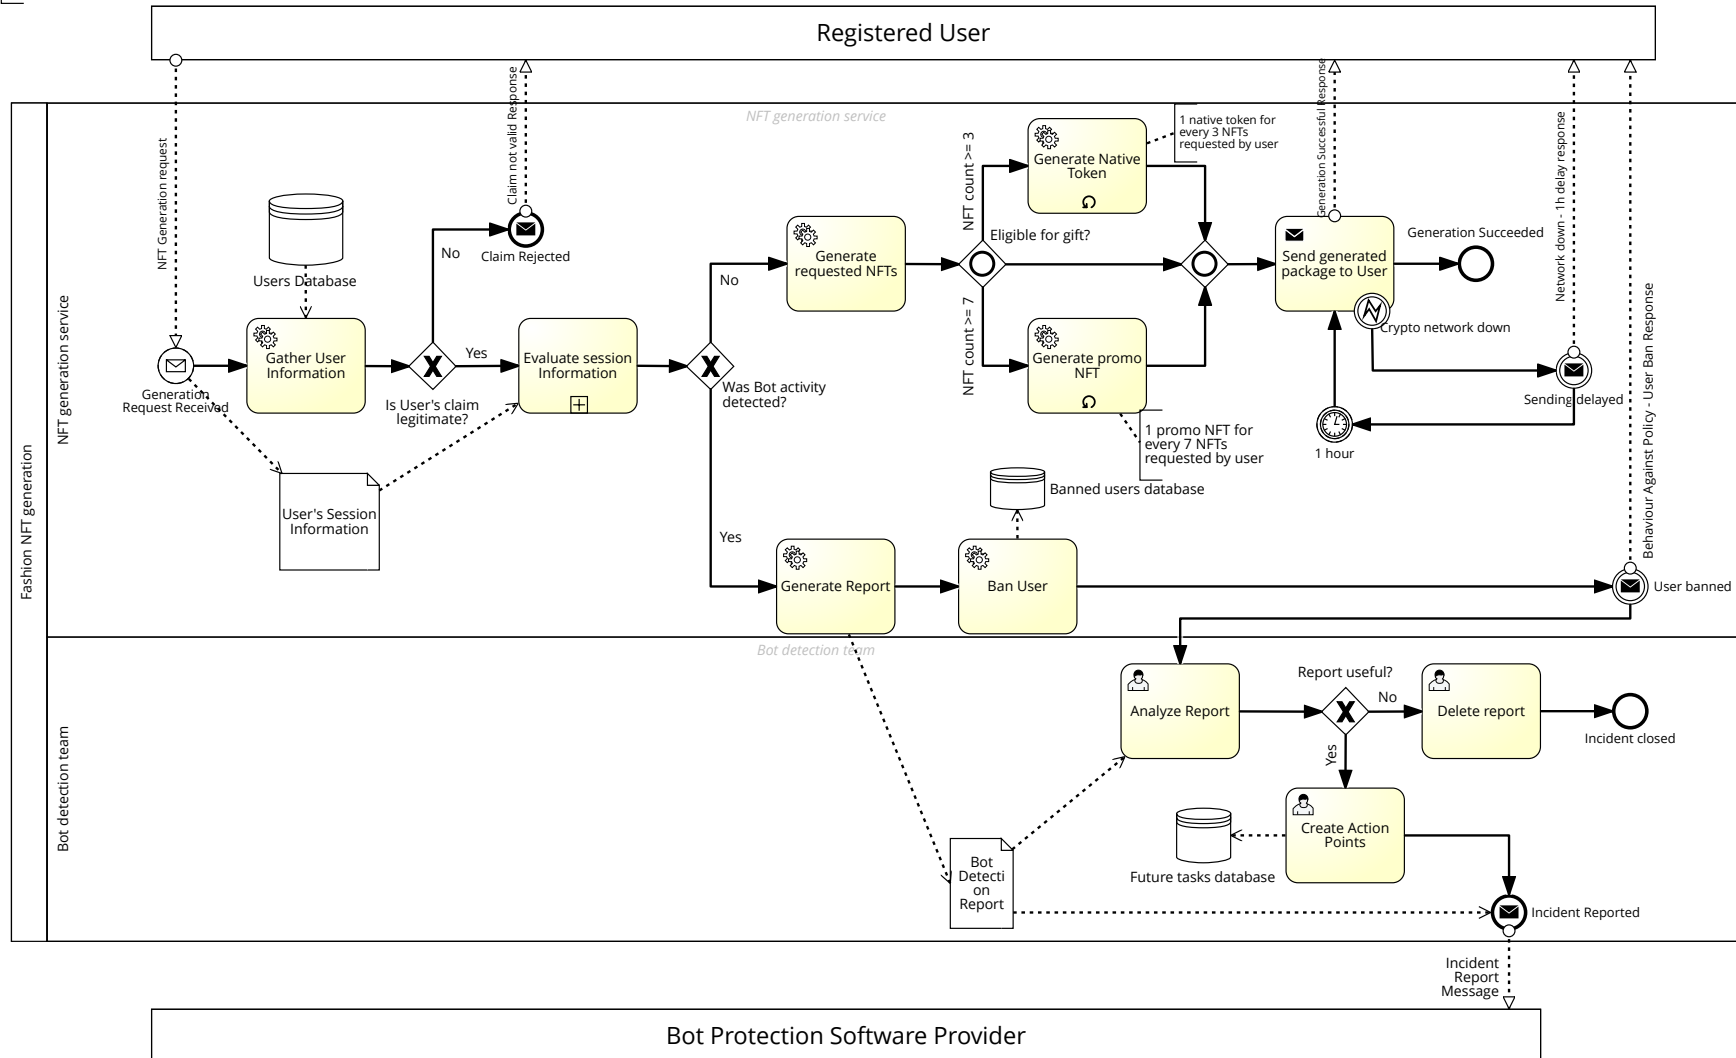 Registered User
NFT Generation request
Claim not valid Response
Generation Successful Response
Network down - 1h delay response
Behaviour Against Policy - User Ban Response
Fashion NFT generation
NFT generation service
NFT generation service
Users Database
Generation
Request Received
Gather User
Information
Is User's claim
legitimate?
No
Yes
Claim Rejected
User's Session
Information
Evaluate session
Information
Was Bot activity
detected?
No
Yes
Generate
requested NFTs
Eligible for gift?
NFT count >= 3
NFT count >= 7
Generate Native
Token
1 native token for
every 3 NFTs
requested by user
Generate promo
NFT
1 promo NFT for
every 7 NFTs
requested by user
Send generated
package to User
Generation Succeeded
Crypto network down
Sending delayed
1 hour
Generate Report
Banned users database
Ban User
User banned
Bot detection team
Bot detection team
Analyze Report
Report useful?
No
Yes
Delete report
Incident closed
Create Action
Points
Future tasks database
Bot
Detecti
on
Report
Incident Reported
Incident
Report
Message
Bot Protection Software Provider